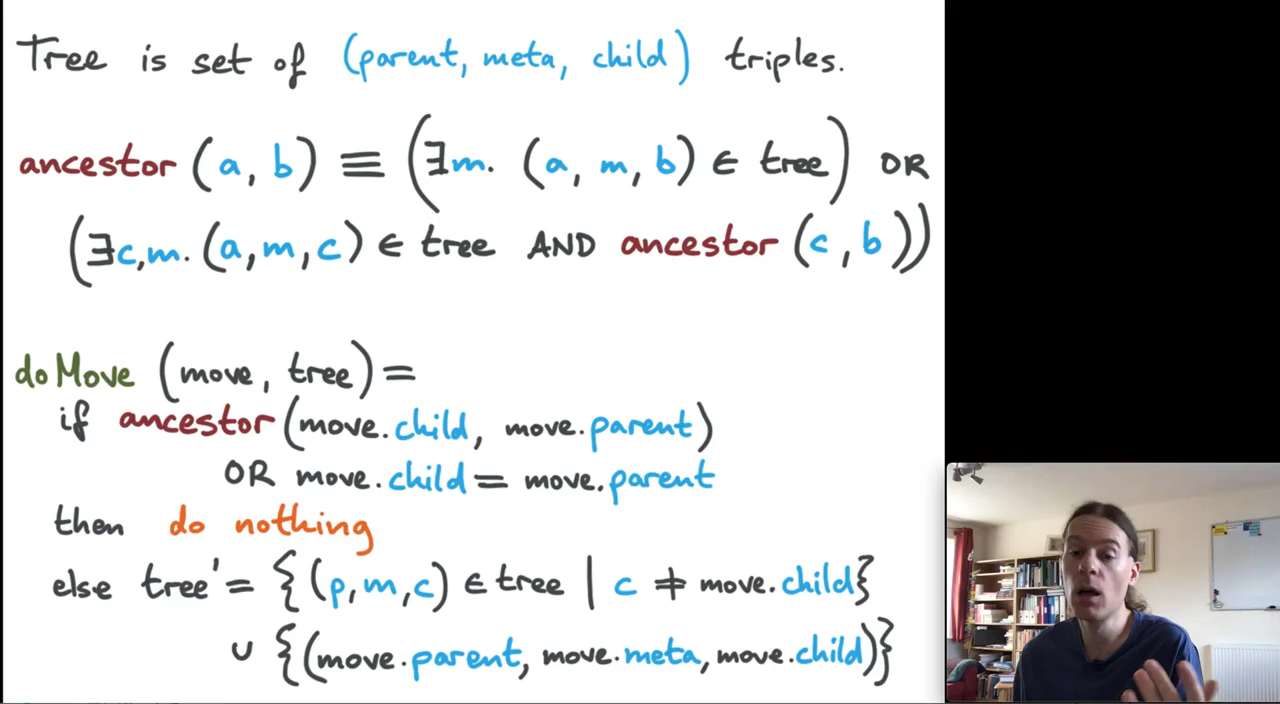 Tree is set of (parent, meta, child) triples.
ancestor (a, b) ≡ (∃m. (a, m, b) ∈ tree) OR
(∃c,m. (a,m,c) ∈ tree AND ancestor (c, b))
doMove (move, tree) =
if ancestor (move.child, move.parent)
OR move.child = move.parent
then do nothing
else tree' = {(p,m,c) ∈ tree | c ≠ move.child}
∪ {(move.parent, move.meta, move.child)}